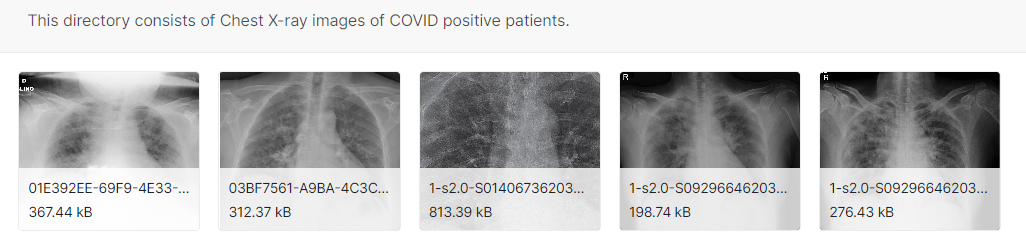 This directory consists of Chest X-ray images of COVID positive patients.
01E392EE-69F9-4E33-...
367.44 kB
03BF7561-A9BA-4C3C...
312.37 kB
1-s2.0-S01406736203...
813.39 kB
R
1-s2.0-S09296646203...
198.74 kB
R
1-s2.0-S09296646203...
276.43 kB